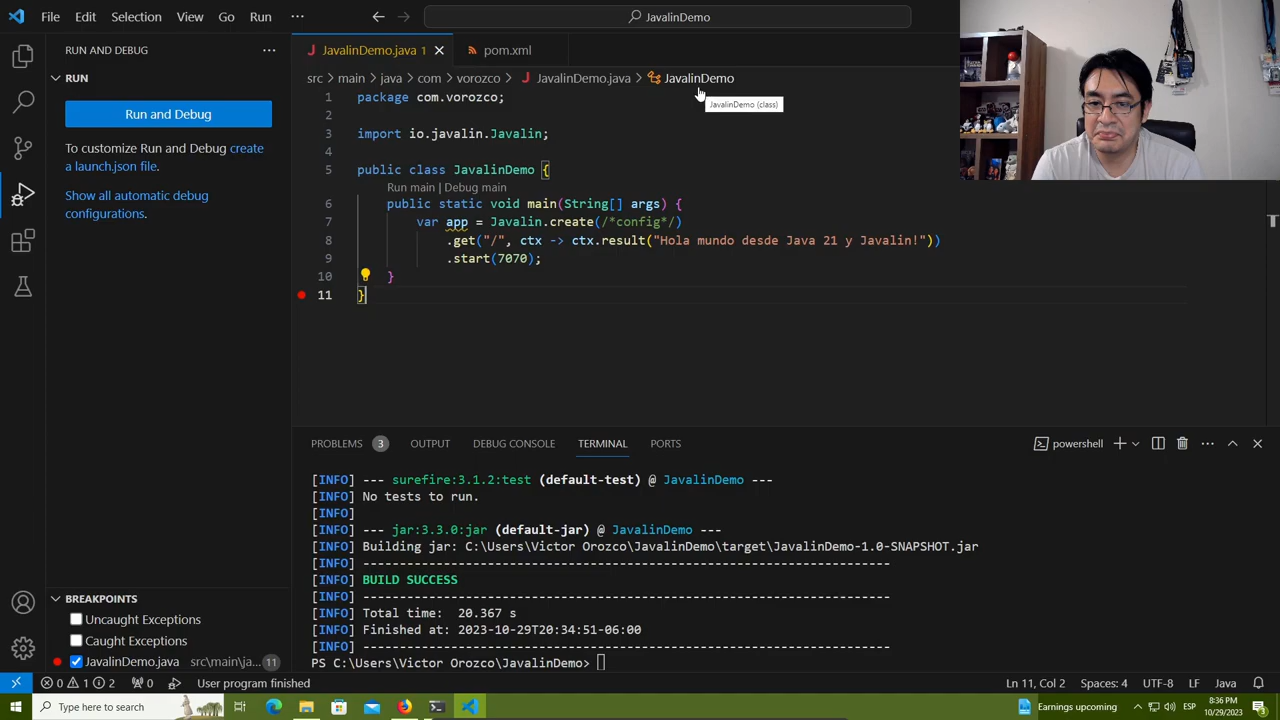 File Edit Selection View Go Run ··· JavalinDemo
RUN AND DEBUG ···
RUN
Run and Debug
To customize Run and Debug create
a launch.json file.
Show all automatic debug
configurations.
BREAKPOINTS
Uncaught Exceptions
Caught Exceptions
JavalinDemo.java src\main\ja... 11
JavalinDemo.java 1 pom.xml
src > main > java > com > vorozco > JavalinDemo.java > JavalinDemo
JavalinDemo (class)
1 package com.vorozco;
2
3 import io.javalin.Javalin;
4
5 public class JavalinDemo {
Run main | Debug main
6 public static void main(String[] args) {
7 var app = Javalin.create(/*config*/)
8 .get("/", ctx -> ctx.result("Hola mundo desde Java 21 y Javalin!"))
9 .start(7070);
10 }
11 }
PROBLEMS 3 OUTPUT DEBUG CONSOLE TERMINAL PORTS powershell
[INFO] --- surefire:3.1.2:test (default-test) @ JavalinDemo ---
[INFO] No tests to run.
[INFO]
[INFO] --- jar:3.3.0:jar (default-jar) @ JavalinDemo ---
[INFO] Building jar: C:\Users\Victor Orozco\JavalinDemo\target\JavalinDemo-1.0-SNAPSHOT.jar
[INFO] ------------------------------------------------------------------------
[INFO] BUILD SUCCESS
[INFO] ------------------------------------------------------------------------
[INFO] Total time:  20.367 s
[INFO] Finished at: 2023-10-29T20:34:51-06:00
[INFO] ------------------------------------------------------------------------
PS C:\Users\Victor Orozco\JavalinDemo>
0 1 2 0 User program finished Ln 11, Col 2 Spaces: 4 UTF-8 LF Java
Type here to search Earnings upcoming ESP 8:36 PM
10/29/2023 3